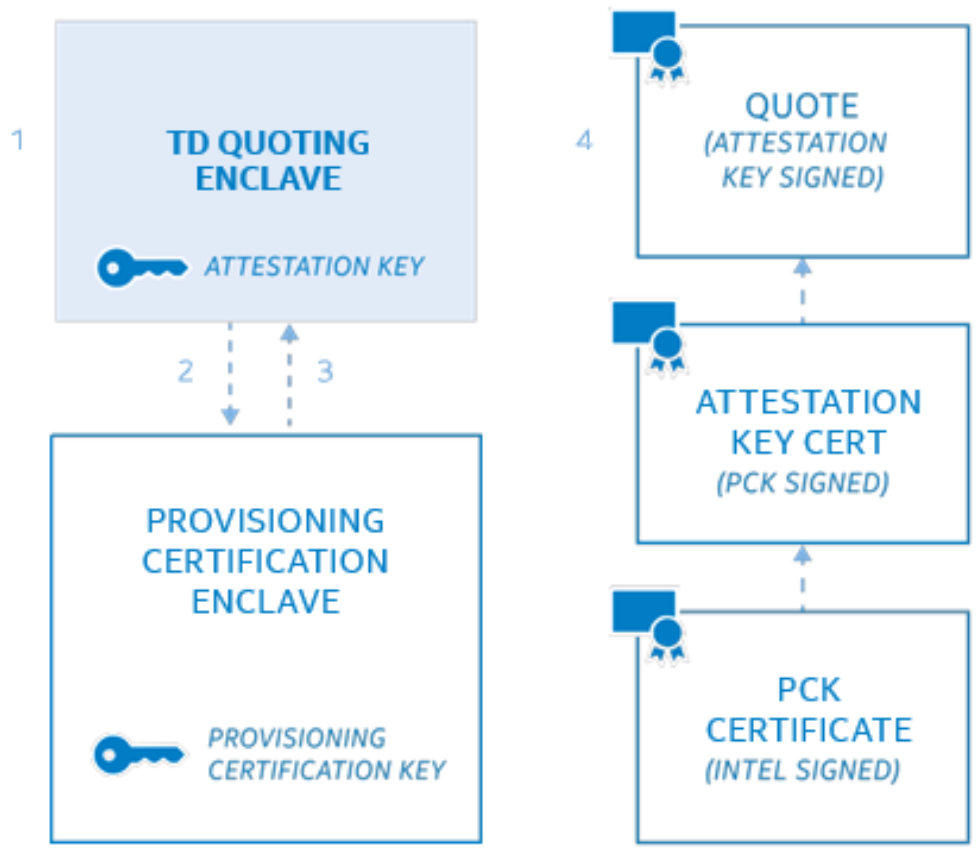 1
TD QUOTING
ENCLAVE
ATTESTATION KEY
2
3
PROVISIONING
CERTIFICATION
ENCLAVE
PROVISIONING
CERTIFICATION KEY
4
QUOTE
(ATTESTATION
KEY SIGNED)
ATTESTATION
KEY CERT
(PCK SIGNED)
PCK
CERTIFICATE
(INTEL SIGNED)